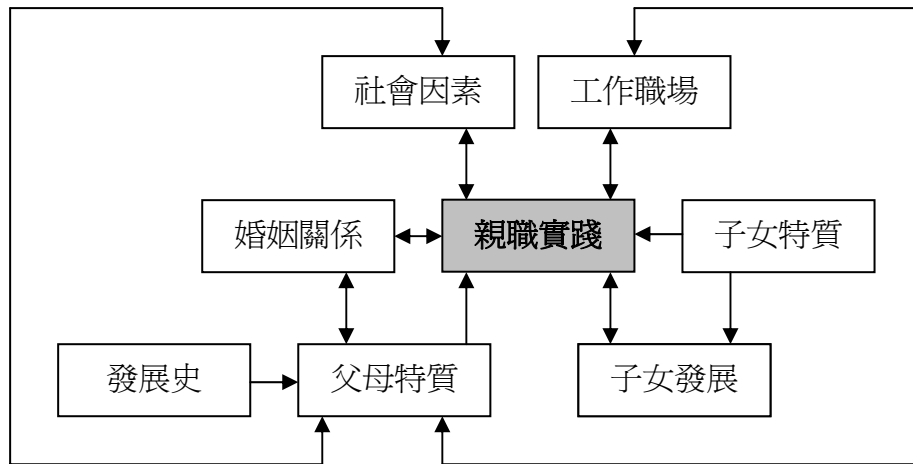 社會因素
工作職場
婚姻關係
親職實踐
子女特質
發展史
父母特質
子女發展